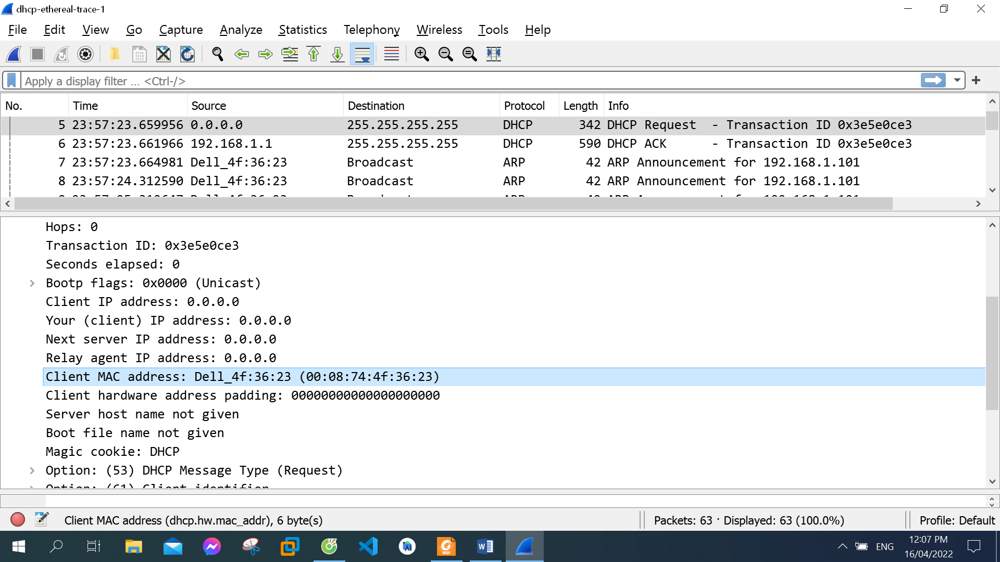 dhcp-ethereal-trace-1
File Edit View Go Capture Analyze Statistics Telephony Wireless Tools Help
Apply a display filter ... <Ctrl-/>
No. Time Source Destination Protocol Length Info
5 23:57:23.659956 0.0.0.0 255.255.255.255 DHCP 342 DHCP Request - Transaction ID 0x3e5e0ce3
6 23:57:23.661966 192.168.1.1 255.255.255.255 DHCP 590 DHCP ACK - Transaction ID 0x3e5e0ce3
7 23:57:23.664981 Dell_4f:36:23 Broadcast ARP 42 ARP Announcement for 192.168.1.101
8 23:57:24.312590 Dell_4f:36:23 Broadcast ARP 42 ARP Announcement for 192.168.1.101
Hops: 0
Transaction ID: 0x3e5e0ce3
Seconds elapsed: 0
Bootp flags: 0x0000 (Unicast)
Client IP address: 0.0.0.0
Your (client) IP address: 0.0.0.0
Next server IP address: 0.0.0.0
Relay agent IP address: 0.0.0.0
Client MAC address: Dell_4f:36:23 (00:08:74:4f:36:23)
Client hardware address padding: 00000000000000000000
Server host name not given
Boot file name not given
Magic cookie: DHCP
Option: (53) DHCP Message Type (Request)
Option: (61) Client identifier
Client MAC address (dhcp.hw.mac_addr), 6 byte(s)
Packets: 63 · Displayed: 63 (100.0%)
Profile: Default
PDF
ENG
12:07 PM
16/04/2022